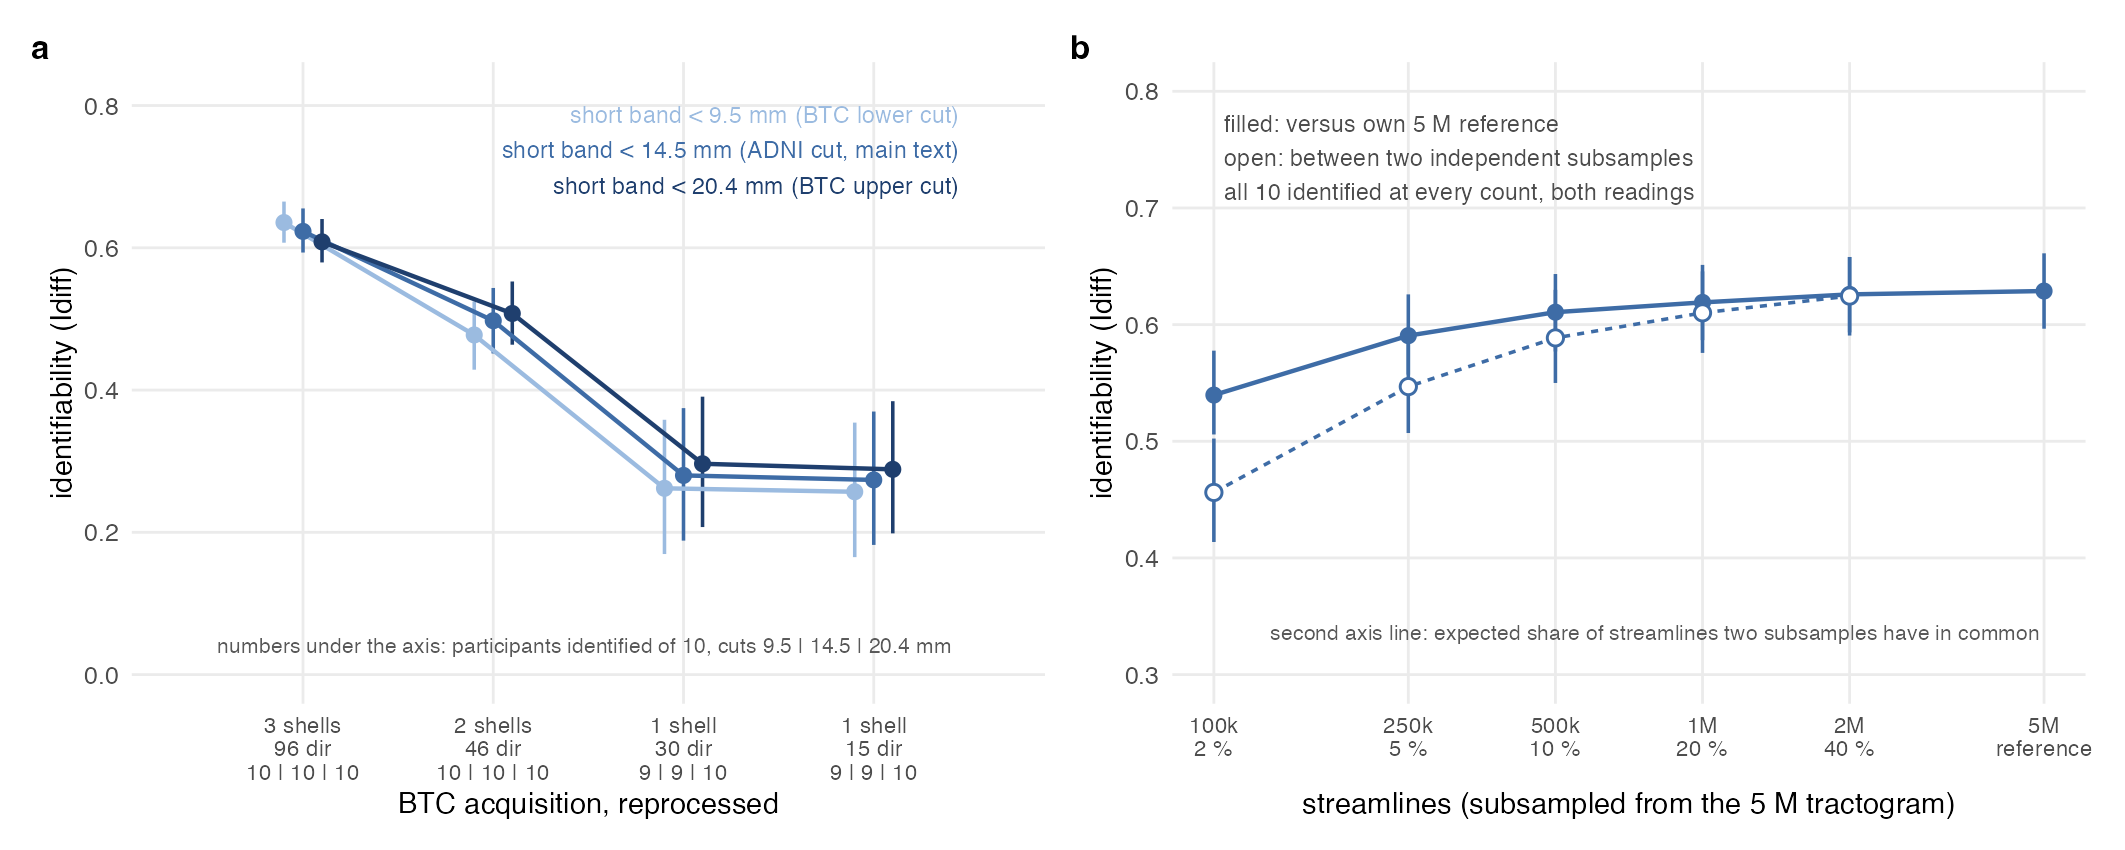 a
0.8
0.6
0.4
0.2
0.0
identifiability (Idiff)
short band < 9.5 mm (BTC lower cut)
short band < 14.5 mm (ADNI cut, main text)
short band < 20.4 mm (BTC upper cut)
numbers under the axis: participants identified of 10, cuts 9.5 | 14.5 | 20.4 mm
3 shells 2 shells 1 shell 1 shell
96 dir 46 dir 30 dir 15 dir
10 | 10 | 10 10 | 10 | 10 9 | 9 | 10 9 | 9 | 10
BTC acquisition, reprocessed
b
0.8
0.7
0.6
0.5
0.4
0.3
identifiability (Idiff)
filled: versus own 5 M reference
open: between two independent subsamples
all 10 identified at every count, both readings
second axis line: expected share of streamlines two subsamples have in common
100k 250k 500k 1M 2M 5M
2 % 5 % 10 % 20 % 40 % reference
streamlines (subsampled from the 5 M tractogram)